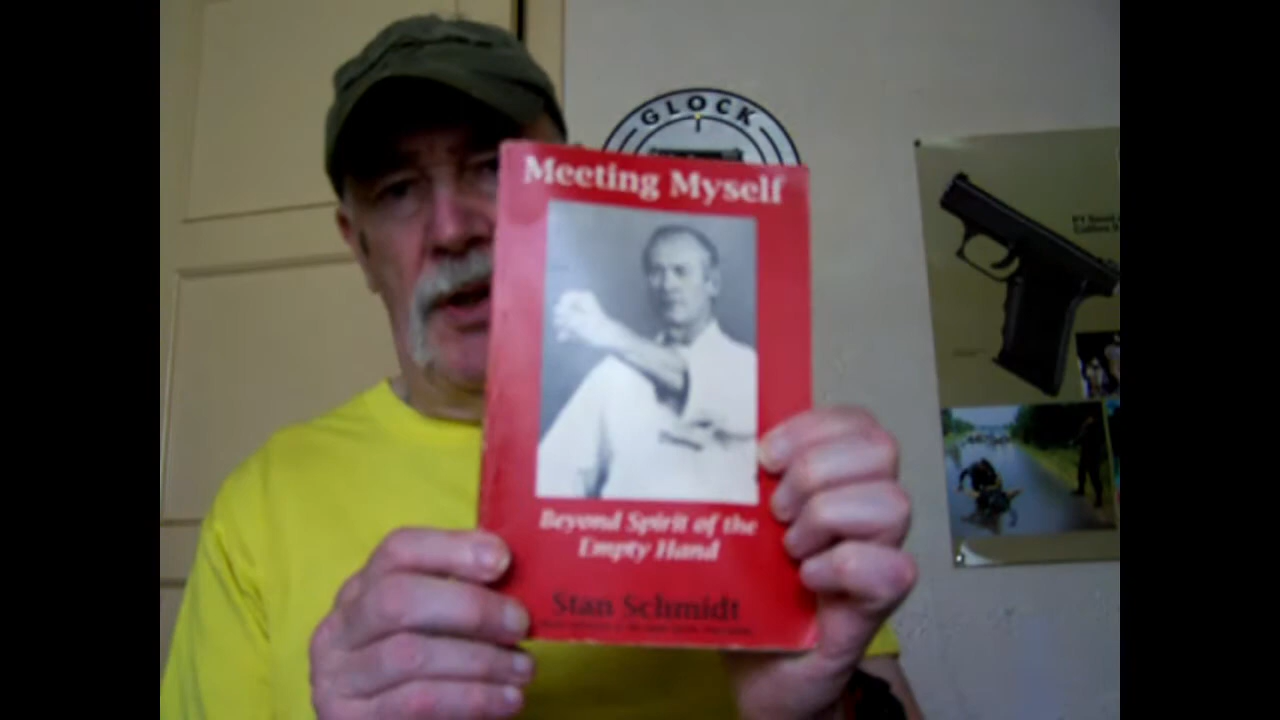 GLOCK
Meeting Myself
Beyond Spirit of the
Empty Hand
Stan Schmidt